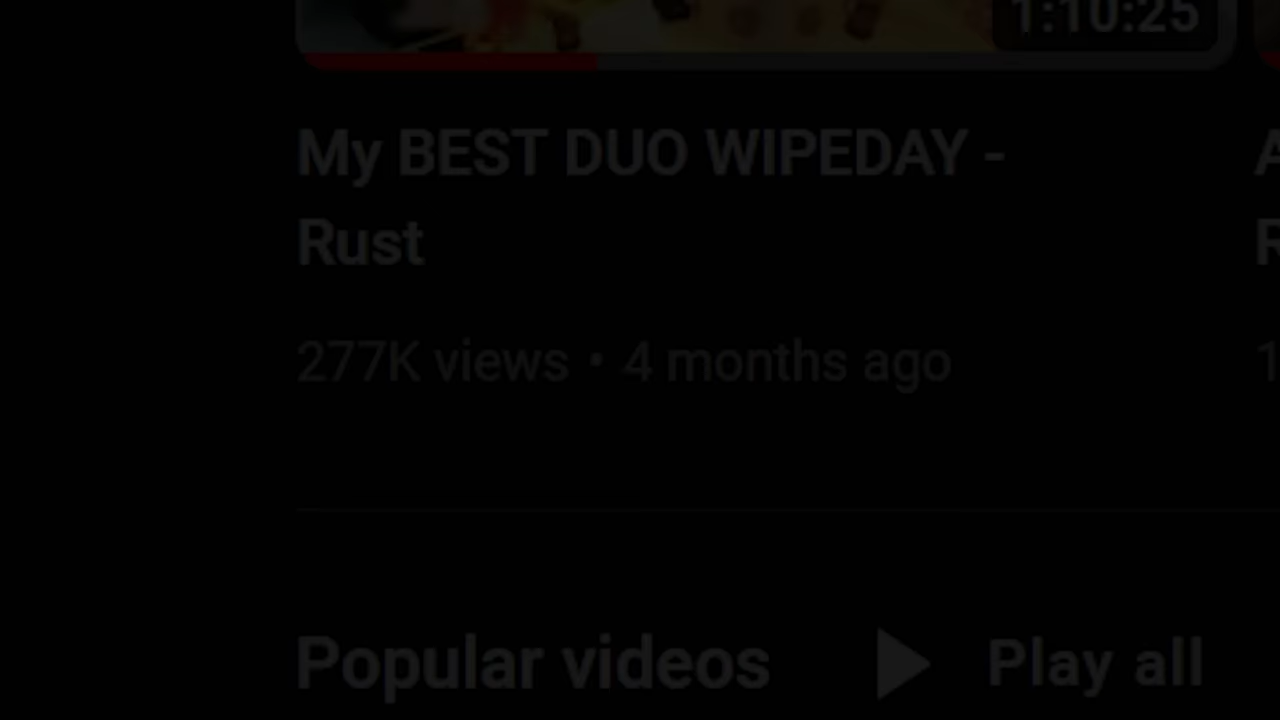 1:10:25
My BEST DUO WIPEDAY -
Rust
277K views • 4 months ago
Popular videos
Play all